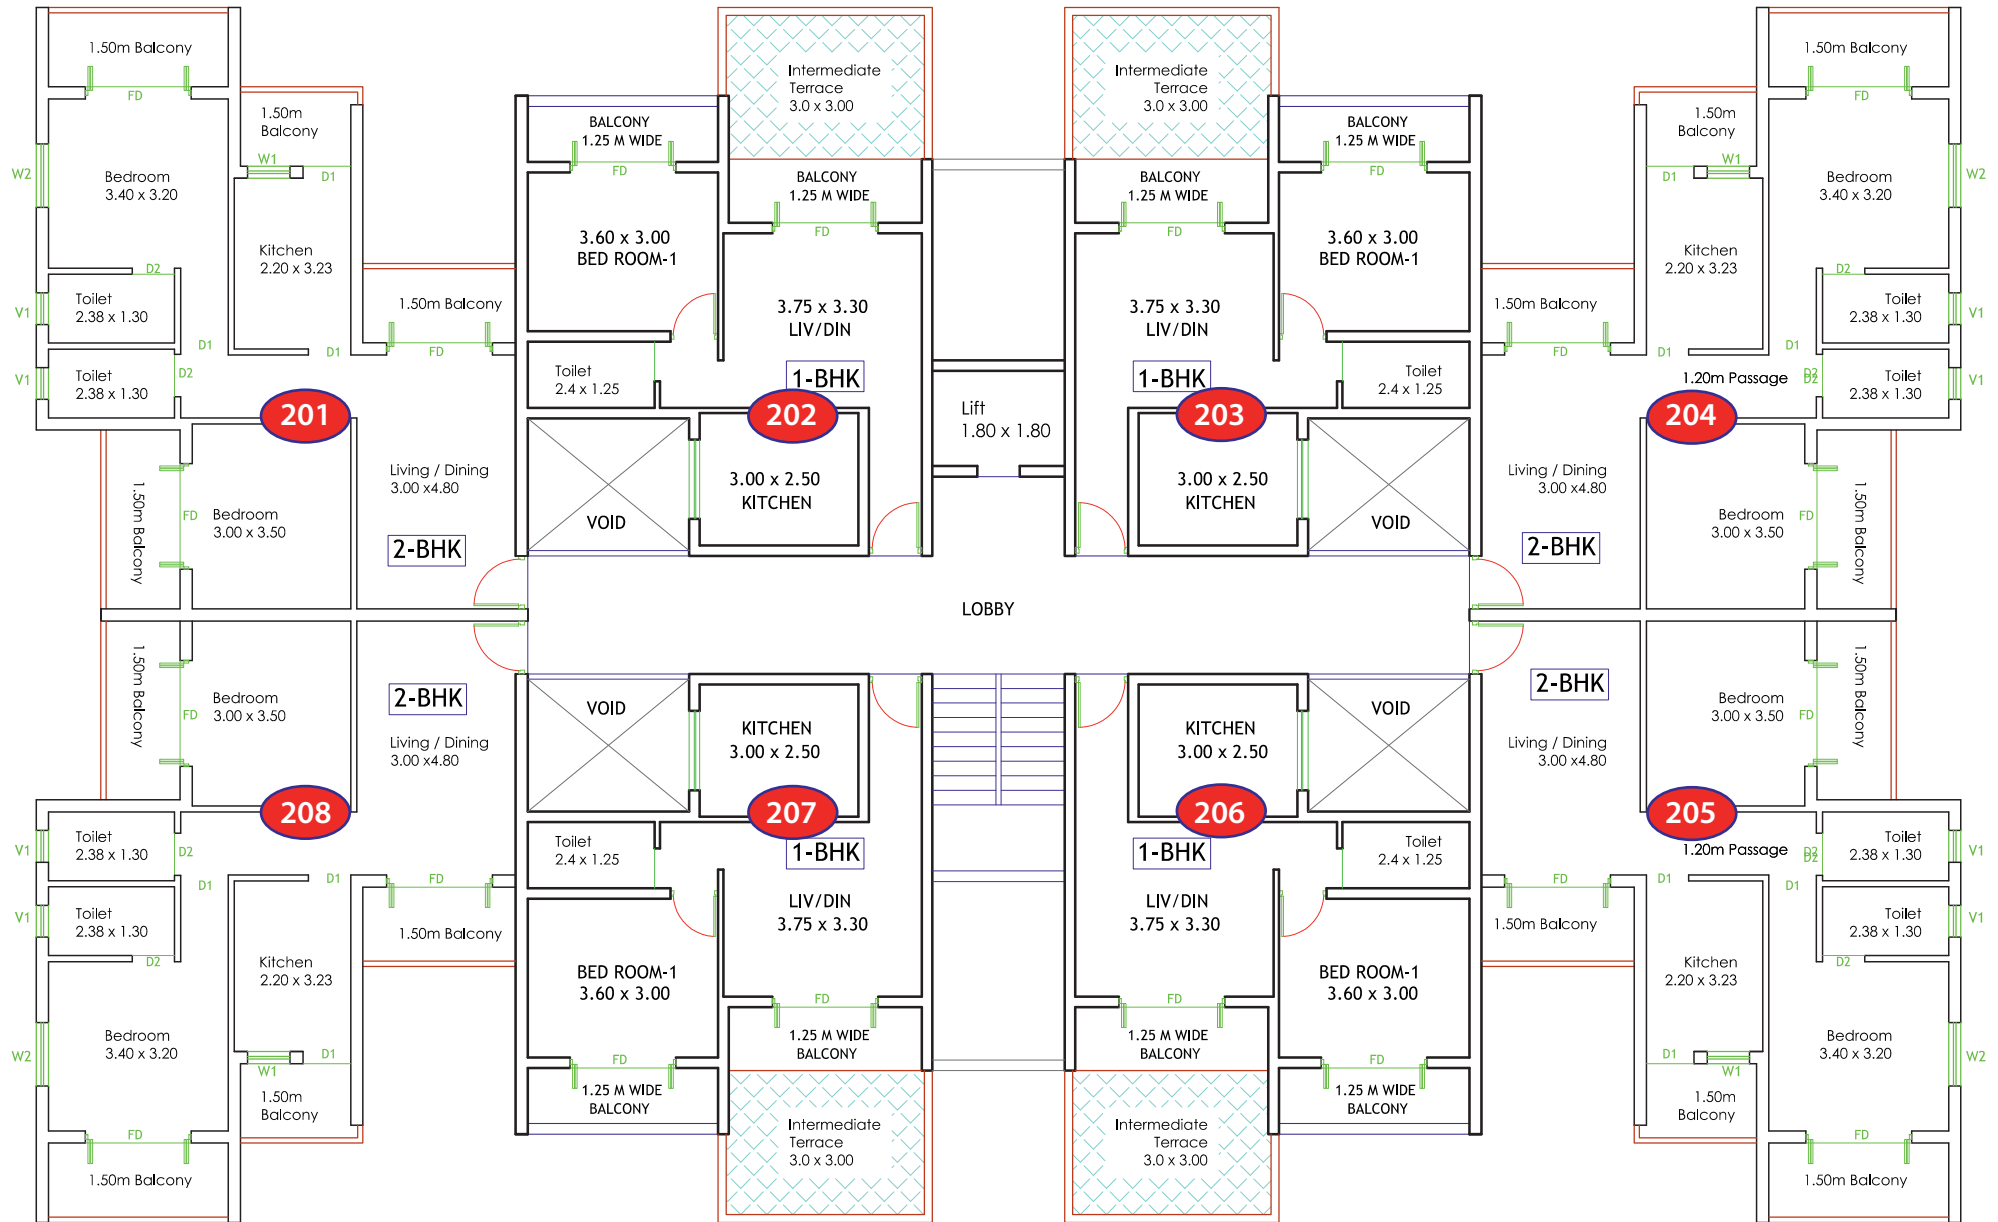 1.50m Balcony
FD
1.50m
Balcony
W1
D1
W2
Bedroom
3.40 x 3.20
Kitchen
2.20 x 3.23
D2
V1
Toilet
2.38 x 1.30
D1
D1
1.50m Balcony
FD
V1
Toilet
2.38 x 1.30
D2
201
1.50m Balcony
FD
Bedroom
3.00 x 3.50
Living / Dining
3.00 x4.80
2-BHK
Intermediate
Terrace
3.0 x 3.00
BALCONY
1.25 M WIDE
FD
BALCONY
1.25 M WIDE
FD
3.60 x 3.00
BED ROOM-1
3.75 x 3.30
LIV/DIN
Toilet
2.4 x 1.25
1-BHK
202
VOID
3.00 x 2.50
KITCHEN
Lift
1.80 x 1.80
Intermediate
Terrace
3.0 x 3.00
BALCONY
1.25 M WIDE
FD
BALCONY
1.25 M WIDE
FD
3.75 x 3.30
LIV/DIN
3.60 x 3.00
BED ROOM-1
1-BHK
203
Toilet
2.4 x 1.25
3.00 x 2.50
KITCHEN
VOID
1.50m Balcony
FD
1.50m
Balcony
W1
D1
Bedroom
3.40 x 3.20
W2
Kitchen
2.20 x 3.23
D2
1.50m Balcony
FD
Toilet
2.38 x 1.30
V1
D1
D1
1.20m Passage
D2
D2
Toilet
2.38 x 1.30
V1
204
Living / Dining
3.00 x4.80
2-BHK
Bedroom
3.00 x 3.50
FD
1.50m Balcony
LOBBY
1.50m Balcony
FD
Bedroom
3.00 x 3.50
2-BHK
Living / Dining
3.00 x4.80
208
V1
Toilet
2.38 x 1.30
D2
D1
D1
FD
1.50m Balcony
V1
Toilet
2.38 x 1.30
D2
Kitchen
2.20 x 3.23
W2
Bedroom
3.40 x 3.20
D1
W1
1.50m
Balcony
FD
1.50m Balcony
VOID
KITCHEN
3.00 x 2.50
207
Toilet
2.4 x 1.25
1-BHK
LIV/DIN
3.75 x 3.30
BED ROOM-1
3.60 x 3.00
FD
1.25 M WIDE
BALCONY
FD
1.25 M WIDE
BALCONY
Intermediate
Terrace
3.0 x 3.00
KITCHEN
3.00 x 2.50
VOID
206
1-BHK
Toilet
2.4 x 1.25
LIV/DIN
3.75 x 3.30
BED ROOM-1
3.60 x 3.00
FD
1.25 M WIDE
BALCONY
FD
1.25 M WIDE
BALCONY
Intermediate
Terrace
3.0 x 3.00
2-BHK
Living / Dining
3.00 x4.80
Bedroom
3.00 x 3.50
FD
1.50m Balcony
205
1.20m Passage
D2
D2
Toilet
2.38 x 1.30
V1
FD
D1
D1
1.50m Balcony
Toilet
2.38 x 1.30
V1
D2
Kitchen
2.20 x 3.23
Bedroom
3.40 x 3.20
W2
D1
W1
1.50m
Balcony
FD
1.50m Balcony